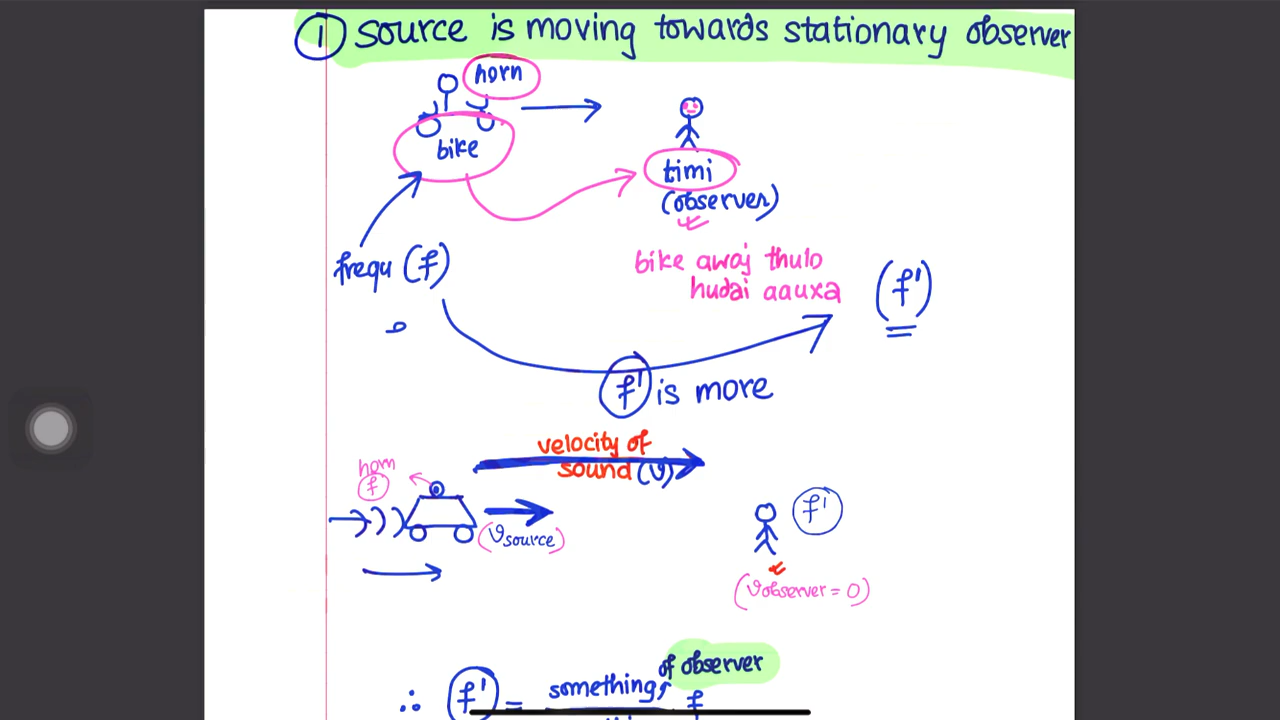 ① source is moving towards stationary observer
horn
bike
timi
(observer)
frequ (f)
bike awaj thulo
hudai aauxa
(f')
f' is more
velocity of
sound (v)
horn
f
(vsource)
f'
(vobserver = 0)
of observer
∴ f' = something f